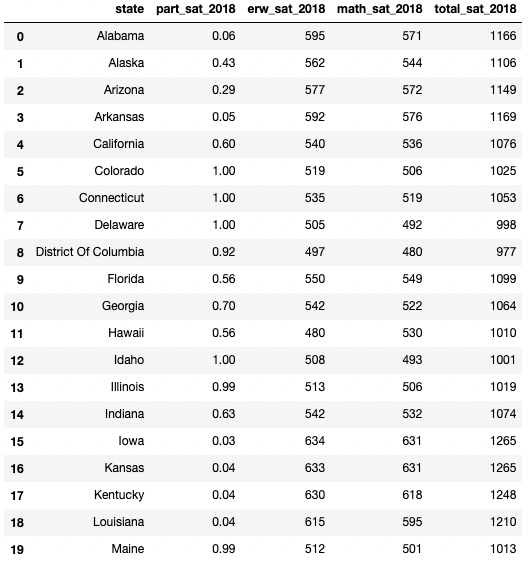 state part_sat_2018 erw_sat_2018 math_sat_2018 total_sat_2018
0 Alabama 0.06 595 571 1166
1 Alaska 0.43 562 544 1106
2 Arizona 0.29 577 572 1149
3 Arkansas 0.05 592 576 1169
4 California 0.60 540 536 1076
5 Colorado 1.00 519 506 1025
6 Connecticut 1.00 535 519 1053
7 Delaware 1.00 505 492 998
8 District Of Columbia 0.92 497 480 977
9 Florida 0.56 550 549 1099
10 Georgia 0.70 542 522 1064
11 Hawaii 0.56 480 530 1010
12 Idaho 1.00 508 493 1001
13 Illinois 0.99 513 506 1019
14 Indiana 0.63 542 532 1074
15 Iowa 0.03 634 631 1265
16 Kansas 0.04 633 631 1265
17 Kentucky 0.04 630 618 1248
18 Louisiana 0.04 615 595 1210
19 Maine 0.99 512 501 1013